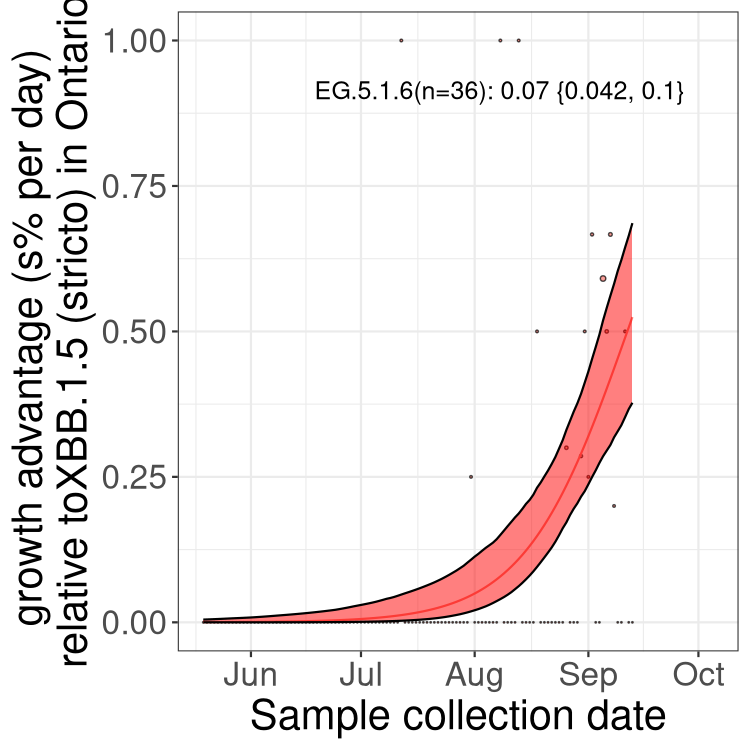 growth advantage (s% per day)
relative toXBB.1.5 (stricto) in Ontario
1.00
0.75
0.50
0.25
0.00
EG.5.1.6(n=36): 0.07 {0.042, 0.1}
Jun Jul Aug Sep Oct
Sample collection date